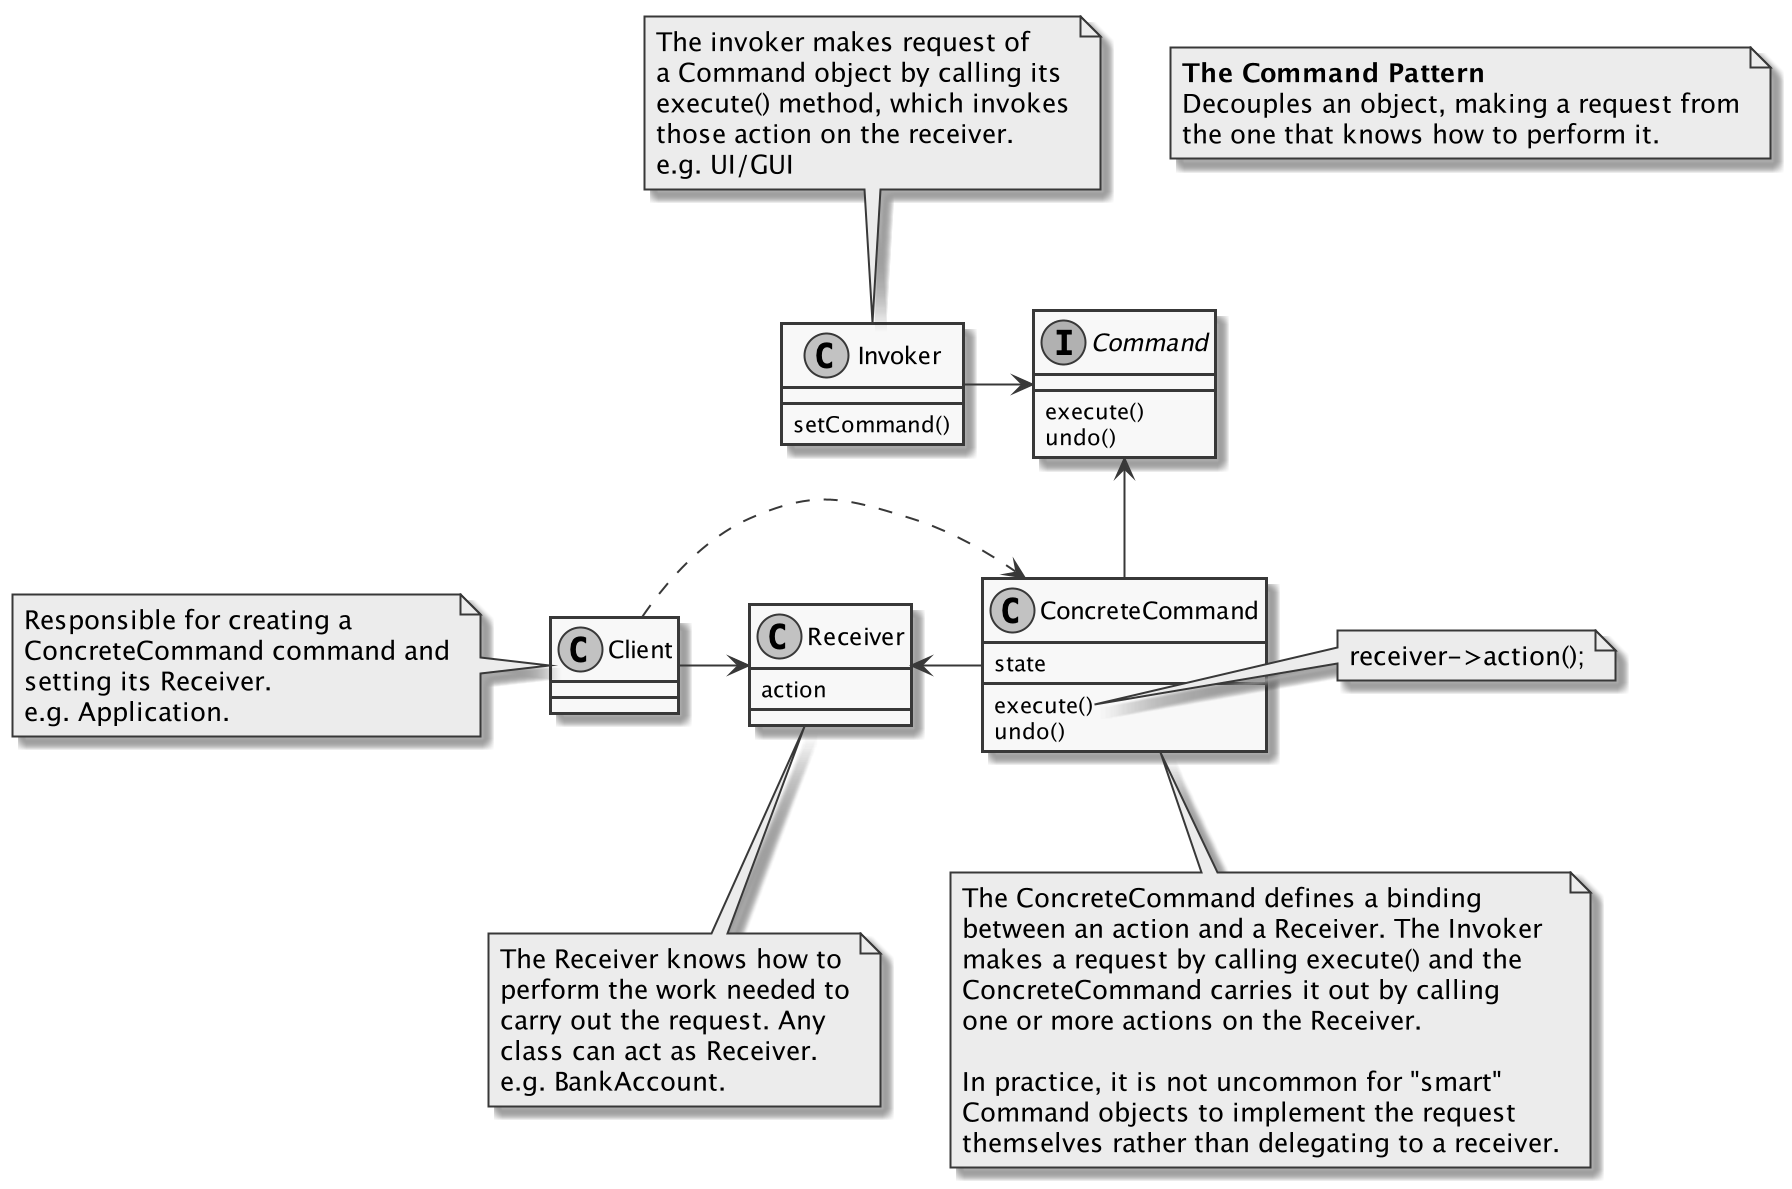 The invoker makes request of
a Command object by calling its
execute() method, which invokes
those action on the receiver.
e.g. UI/GUI
The Command Pattern
Decouples an object, making a request from
the one that knows how to perform it.
C Invoker
setCommand()
I Command
execute()
undo()
Responsible for creating a
ConcreteCommand command and
setting its Receiver.
e.g. Application.
C Client
C Receiver
action
C ConcreteCommand
state
execute()
undo()
receiver->action();
The Receiver knows how to
perform the work needed to
carry out the request. Any
class can act as Receiver.
e.g. BankAccount.
The ConcreteCommand defines a binding
between an action and a Receiver. The Invoker
makes a request by calling execute() and the
ConcreteCommand carries it out by calling
one or more actions on the Receiver.
In practice, it is not uncommon for "smart"
Command objects to implement the request
themselves rather than delegating to a receiver.